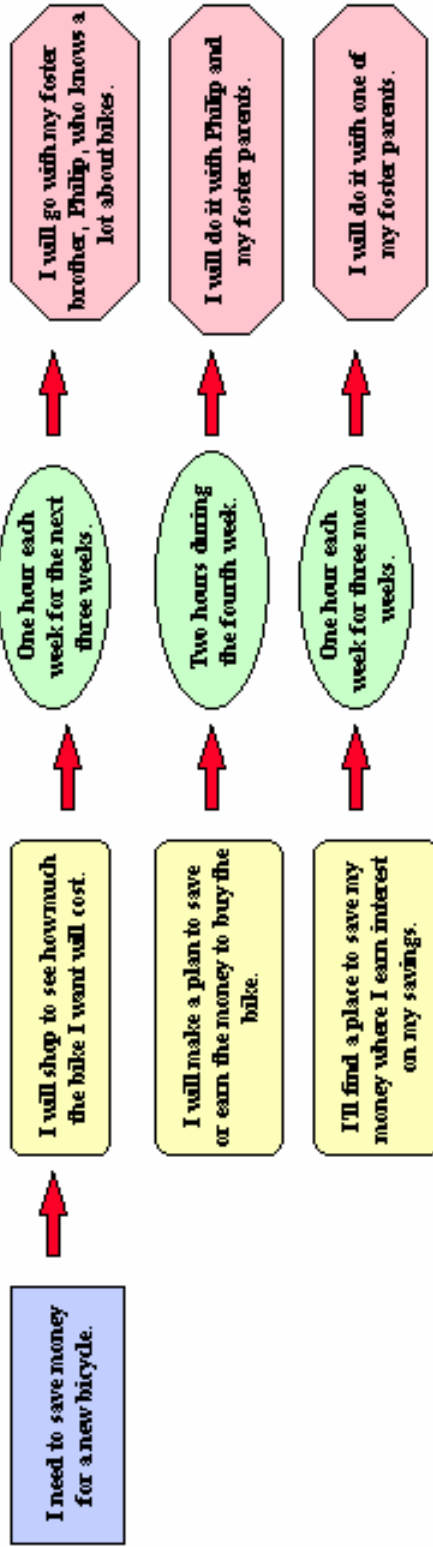 I need to save money
for a new bicycle.
I will shop to see how much
the bike I want will cost.
One hour each
week for the next
three weeks.
I will go with my foster
brother, Philip, who knows a
lot about bikes.
I will make a plan to save
or earn the money to buy the
bike.
Two hours during
the fourth week.
I will do it with Philip and
my foster parents.
I'll find a place to save my
money where I earn interest
on my savings.
One hour each
week for three more
weeks.
I will do it with one of
my foster parents.